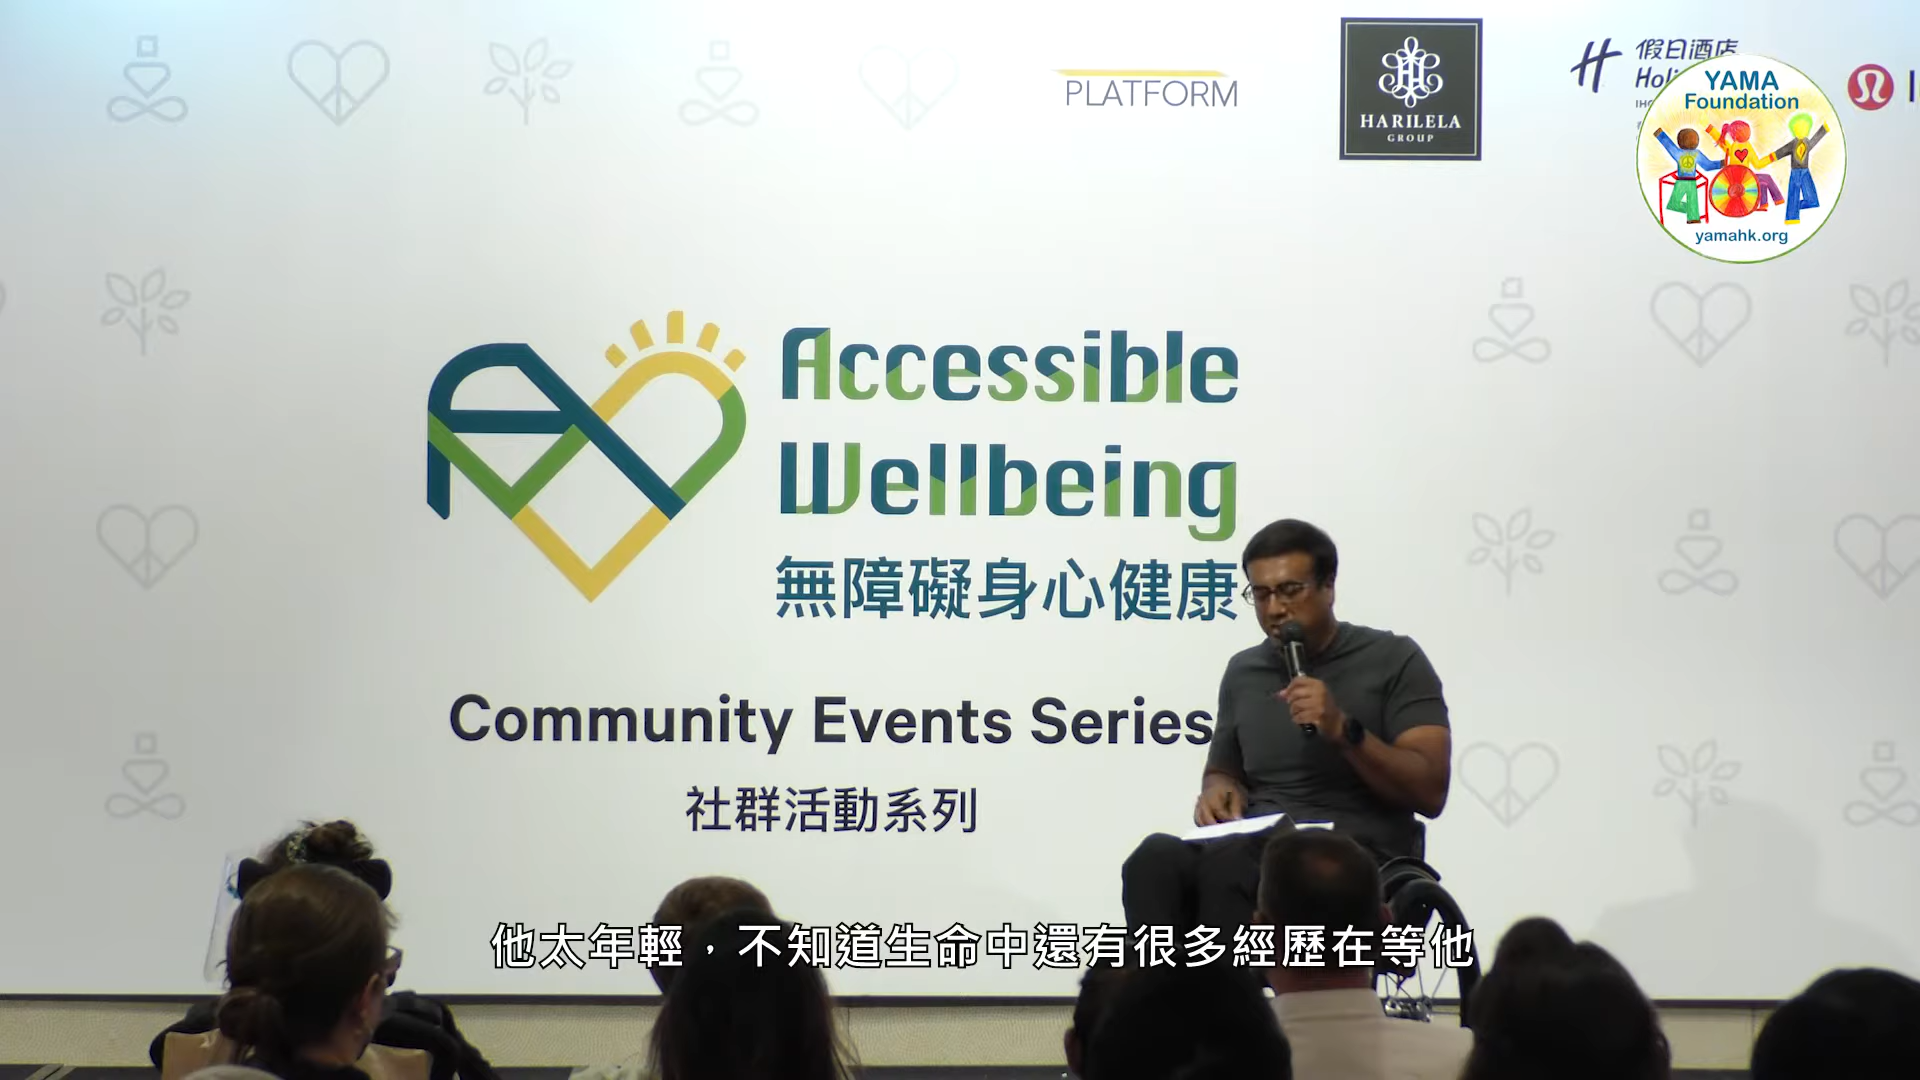 PLATFORM
HARILELA
GROUP
假日酒店
YAMA
Foundation
yamahk.org
Accessible
Wellbeing
無障礙身心健康
Community Events Series
社群活動系列
他太年輕，不知道生命中還有很多經歷在等他